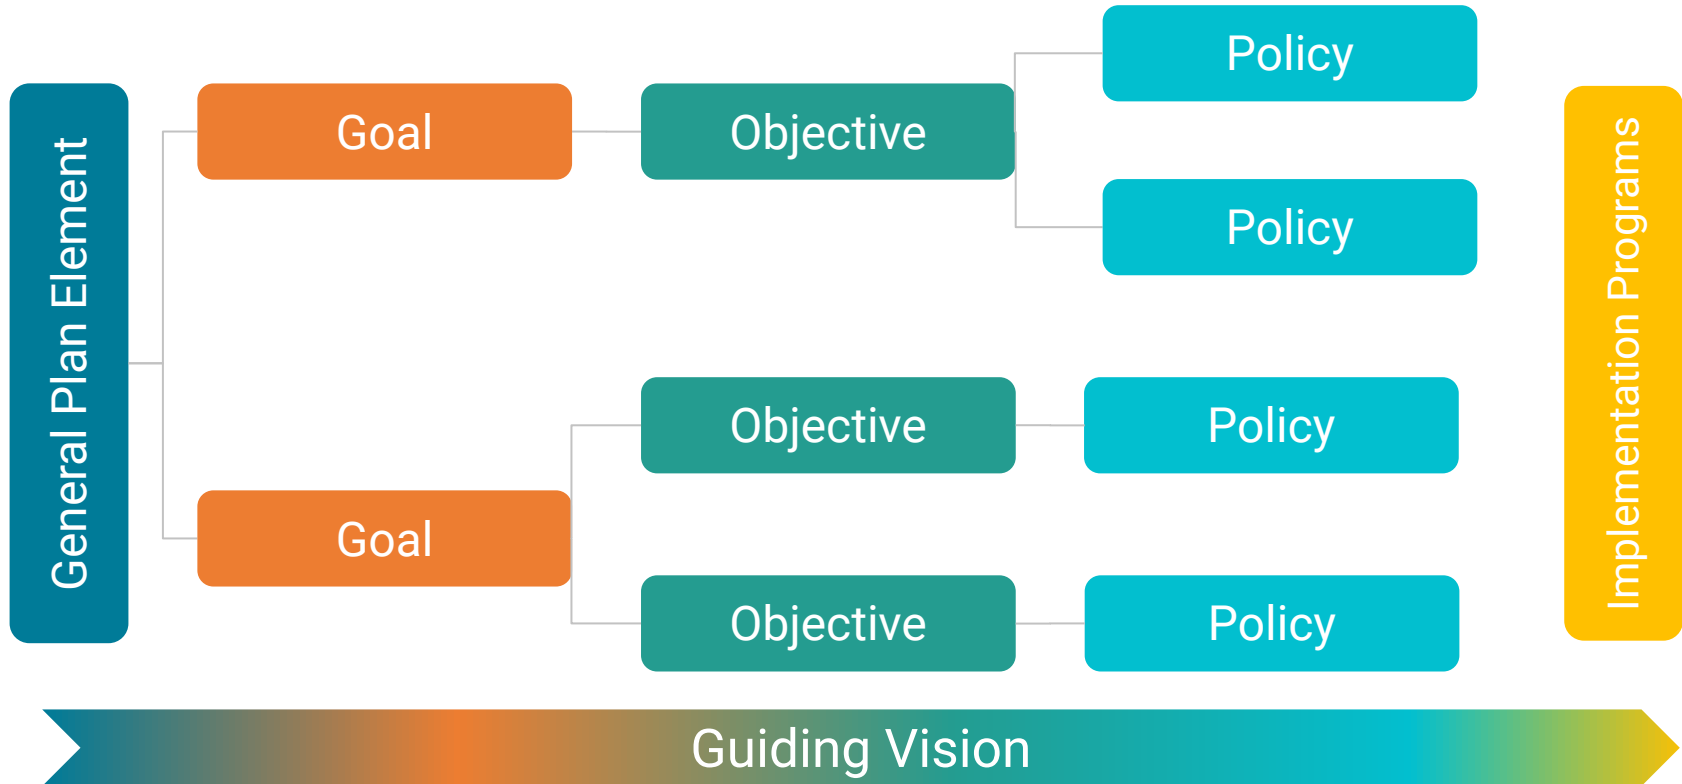 General Plan Element
Goal
Objective
Policy
Policy
Goal
Objective
Policy
Objective
Policy
Implementation Programs
Guiding Vision